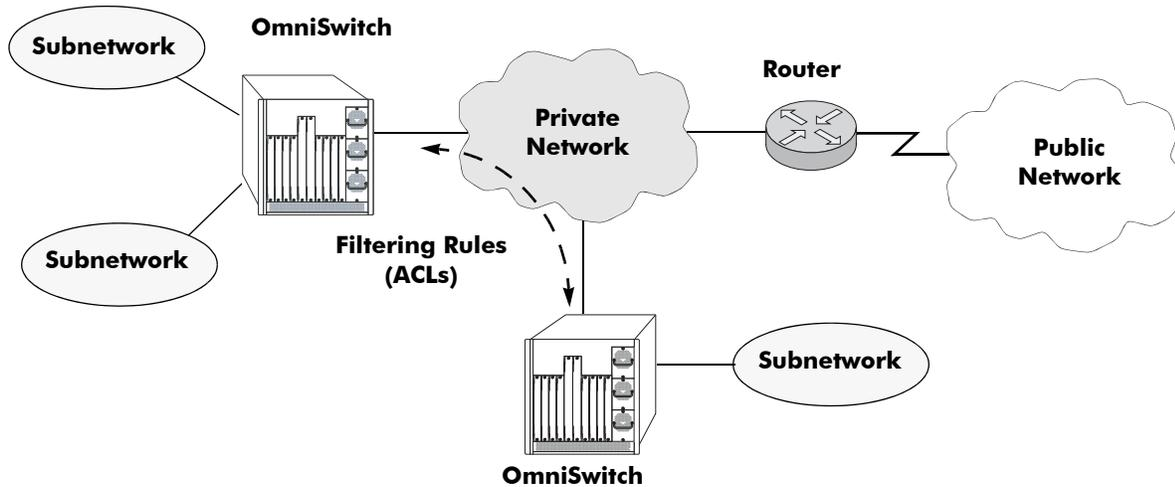 OmniSwitch
Subnetwork
Router
Private
Network
Public
Network
Filtering Rules
(ACLs)
Subnetwork
Subnetwork
OmniSwitch